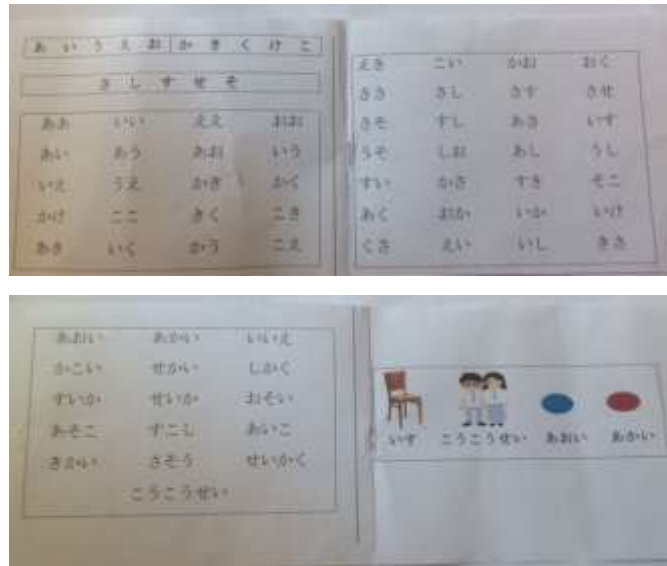 あ い う え お か き く け こ
さ し す せ そ
ああ いい ええ おお
あい あう あお いう
いえ うえ かき かく
かけ ここ きく こき
あき いく かう こえ
えき こい かお おく
ささ さし さす させ
さそ すし あさ いす
うそ しお あし うし
すい かさ すき そこ
あく おか いか いけ
くさ えい いし きさ
あおい あかい いいえ
かこい せかい しかく
すいか せいか おそい
あそこ すこし あいこ
きかい さそう せいかく
こうこうせい
いす こうこうせい あおい あかい